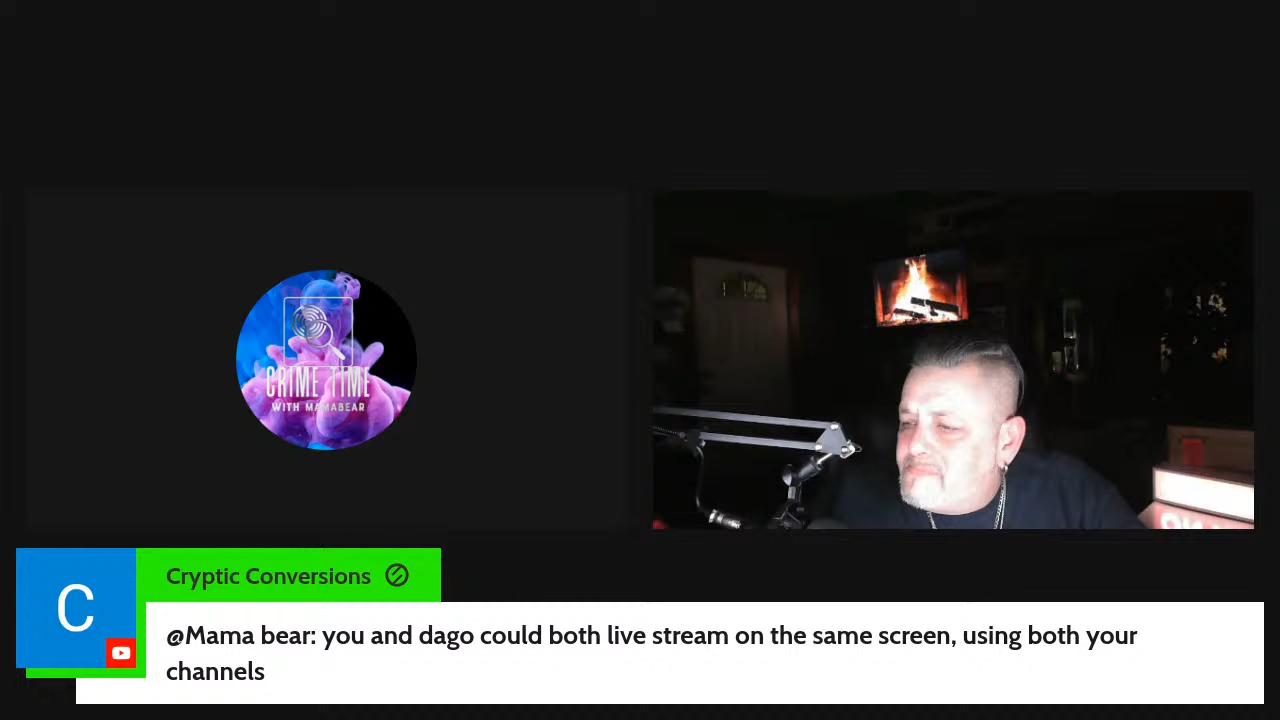 CRIME TIME
WITH MAMABEAR
Cryptic Conversions
C
@Mama bear: you and dago could both live stream on the same screen, using both your
channels